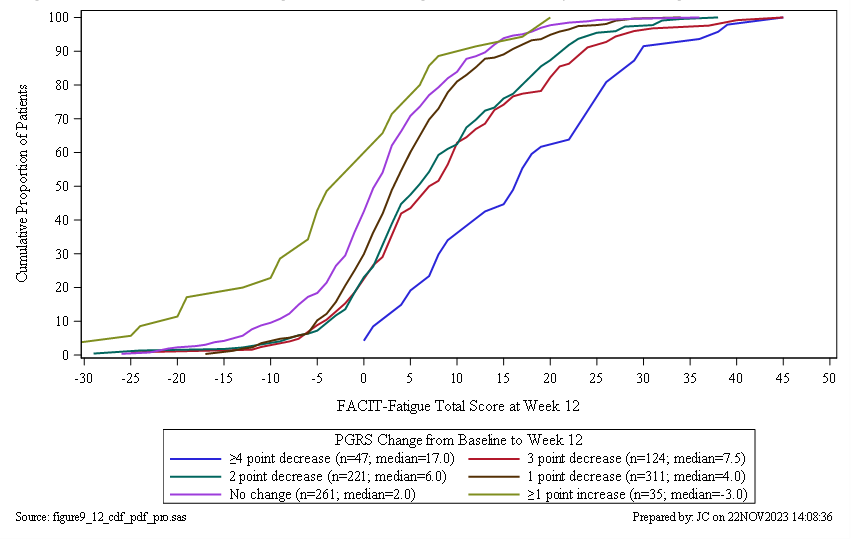 Cumulative Proportion of Patients
100
90
80
70
60
50
40
30
20
10
0
-30 -25 -20 -15 -10 -5 0 5 10 15 20 25 30 35 40 45 50
FACIT-Fatigue Total Score at Week 12
PGRS Change from Baseline to Week 12
≥4 point decrease (n=47; median=17.0) 3 point decrease (n=124; median=7.5)
2 point decrease (n=221; median=6.0) 1 point decrease (n=311; median=4.0)
No change (n=261; median=2.0) ≥1 point increase (n=35; median=-3.0)
Source: figure9_12_cdf_pdf_pro.sas Prepared by: JC on 22NOV2023 14:08:36